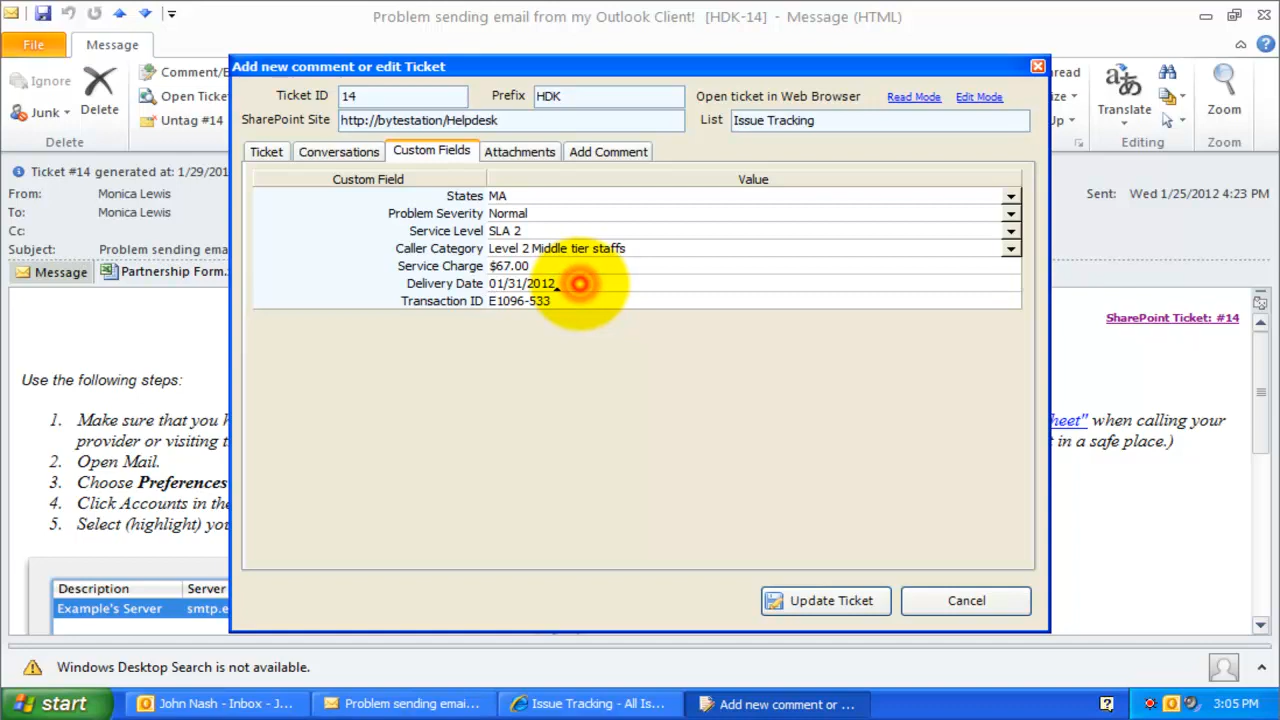 Problem sending email from my Outlook Client! [HDK-14] - Message (HTML)
File
Message
Ignore
Junk
Delete
Comment/E
Open Ticke
Untag #14
Delete
Translate
Editing
Zoom
Zoom
Add new comment or edit Ticket
Ticket ID 14 Prefix HDK Open ticket in Web Browser Read Mode Edit Mode
SharePoint Site http://bytestation/Helpdesk List Issue Tracking
Ticket Conversations Custom Fields Attachments Add Comment
Custom Field Value
States MA
Problem Severity Normal
Service Level SLA 2
Caller Category Level 2 Middle tier staffs
Service Charge $67.00
Delivery Date 01/31/2012
Transaction ID E1096-533
Update Ticket Cancel
Ticket #14 generated at: 1/29/201
From: Monica Lewis
Sent: Wed 1/25/2012 4:23 PM
To: Monica Lewis
Cc:
Subject: Problem sending ema
Message Partnership Form.
SharePoint Ticket: #14
Use the following steps:
1. Make sure that you h
heet" when calling your
provider or visiting t
in a safe place.)
2. Open Mail.
3. Choose Preferences
4. Click Accounts in the
5. Select (highlight) you
Description Server
Example's Server smtp.e
Windows Desktop Search is not available.
start John Nash - Inbox - J... Problem sending emai... Issue Tracking - All Is... Add new comment or ... 3:05 PM